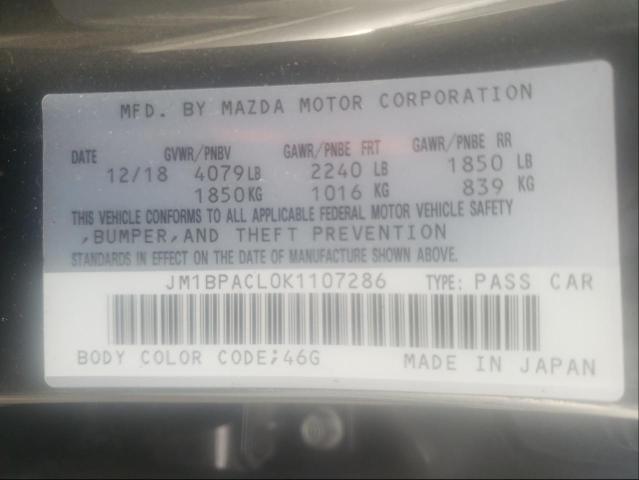 MFD. BY MAZDA MOTOR CORPORATION
DATE GVWR/PNBV GAWR/PNBE FRT GAWR/PNBE RR
12/18 4079LB 2240 LB 1850 LB
1850KG 1016 KG 839 KG
THIS VEHICLE CONFORMS TO ALL APPLICABLE FEDERAL MOTOR VEHICLE SAFETY
,BUMPER,AND THEFT PREVENTION
STANDARDS IN EFFECT ON THE DATE OF MANUFACTURE SHOWN ABOVE.
JM1BPACL0K1107286 TYPE: PASS CAR
BODY COLOR CODE;46G MADE IN JAPAN